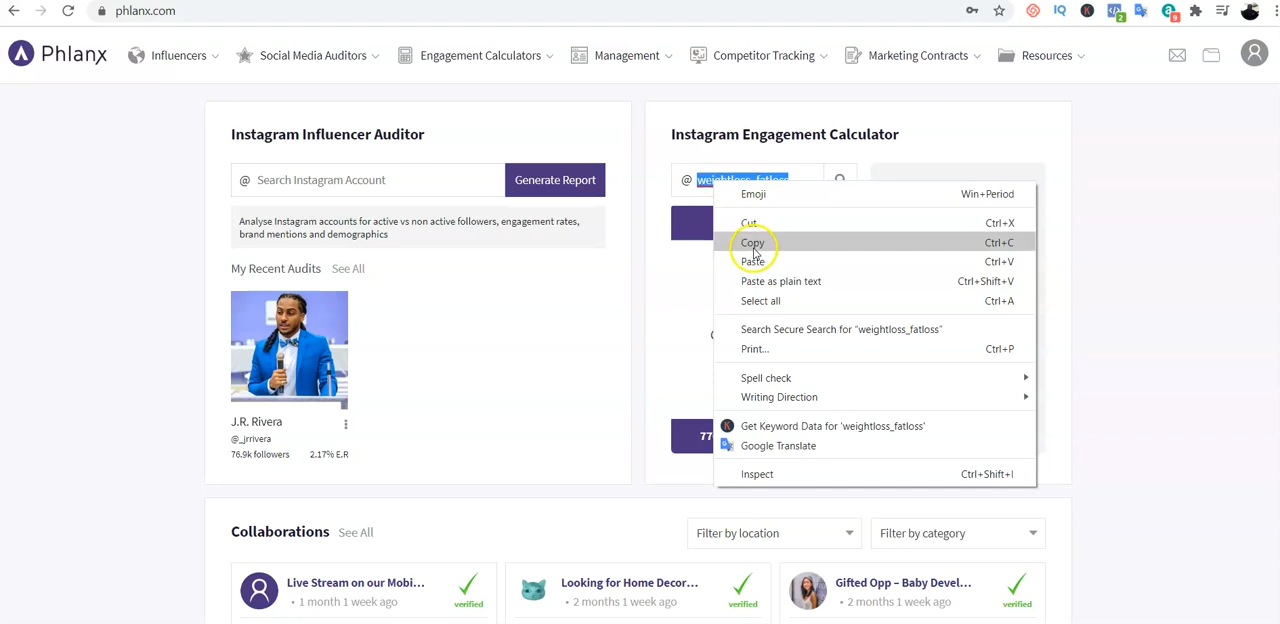 phlanx.com
IQ
K
2
9
Phlanx
Influencers
Social Media Auditors
Engagement Calculators
Management
Competitor Tracking
Marketing Contracts
Resources
Instagram Influencer Auditor
@ Search Instagram Account
Generate Report
Analyse Instagram accounts for active vs non active followers, engagement rates,
brand mentions and demographics
My Recent Audits See All
J.R. Rivera
@_jrrivera
76.9k followers 2.17% E.R
Instagram Engagement Calculator
@ weightloss_fatloss
77
Emoji Win+Period
Cut Ctrl+X
Copy Ctrl+C
Paste Ctrl+V
Paste as plain text Ctrl+Shift+V
Select all Ctrl+A
Search Secure Search for "weightloss_fatloss"
Print... Ctrl+P
Spell check
Writing Direction
K Get Keyword Data for 'weightloss_fatloss'
Google Translate
Inspect Ctrl+Shift+I
Collaborations See All
Filter by location
Filter by category
Live Stream on our Mobi...
• 1 month 1 week ago
verified
Looking for Home Decor...
• 2 months 1 week ago
verified
Gifted Opp – Baby Devel...
• 2 months 1 week ago
verified